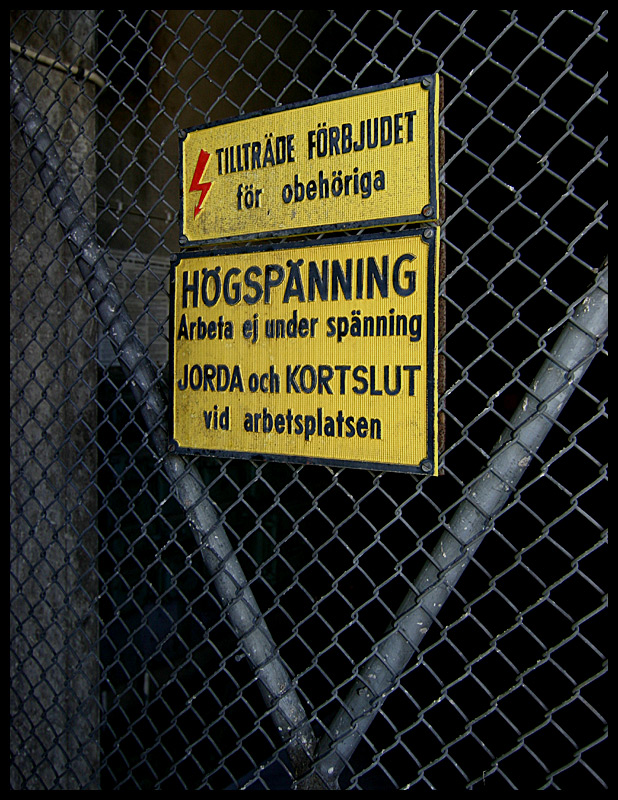 TILLTRÄDE FÖRBJUDET
för obehöriga
HÖGSPÄNNING
Arbeta ej under spänning
JORDA och KORTSLUT
vid arbetsplatsen